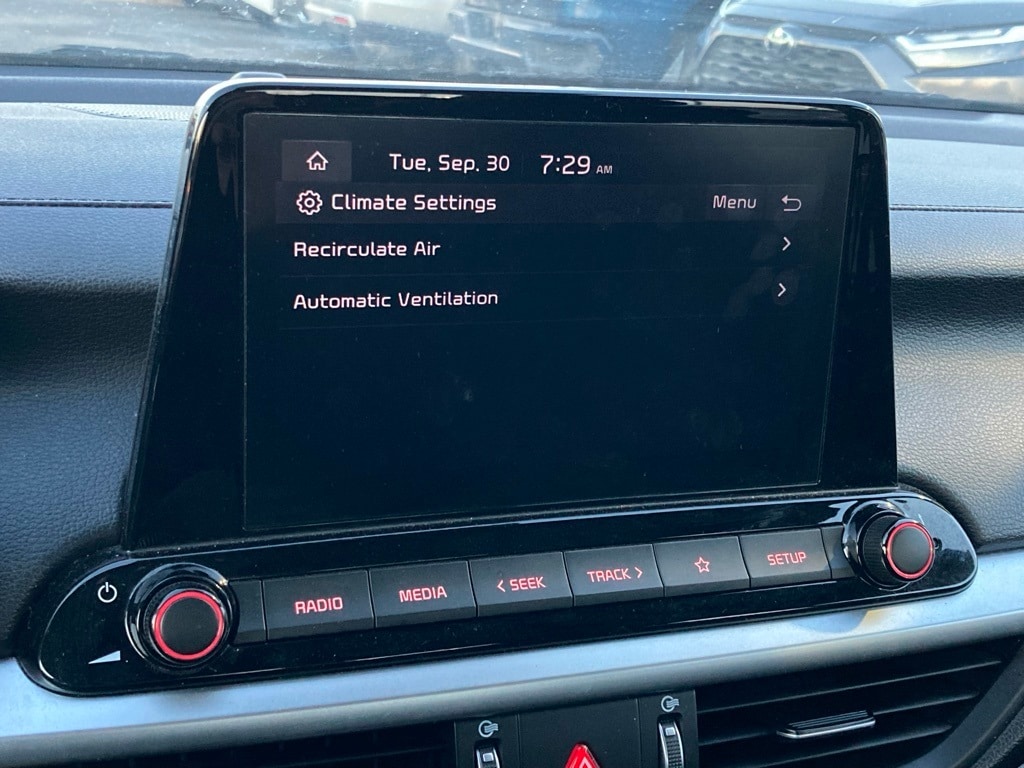 Tue, Sep. 30 7:29 AM
Climate Settings Menu
Recirculate Air
Automatic Ventilation
RADIO MEDIA < SEEK TRACK > SETUP